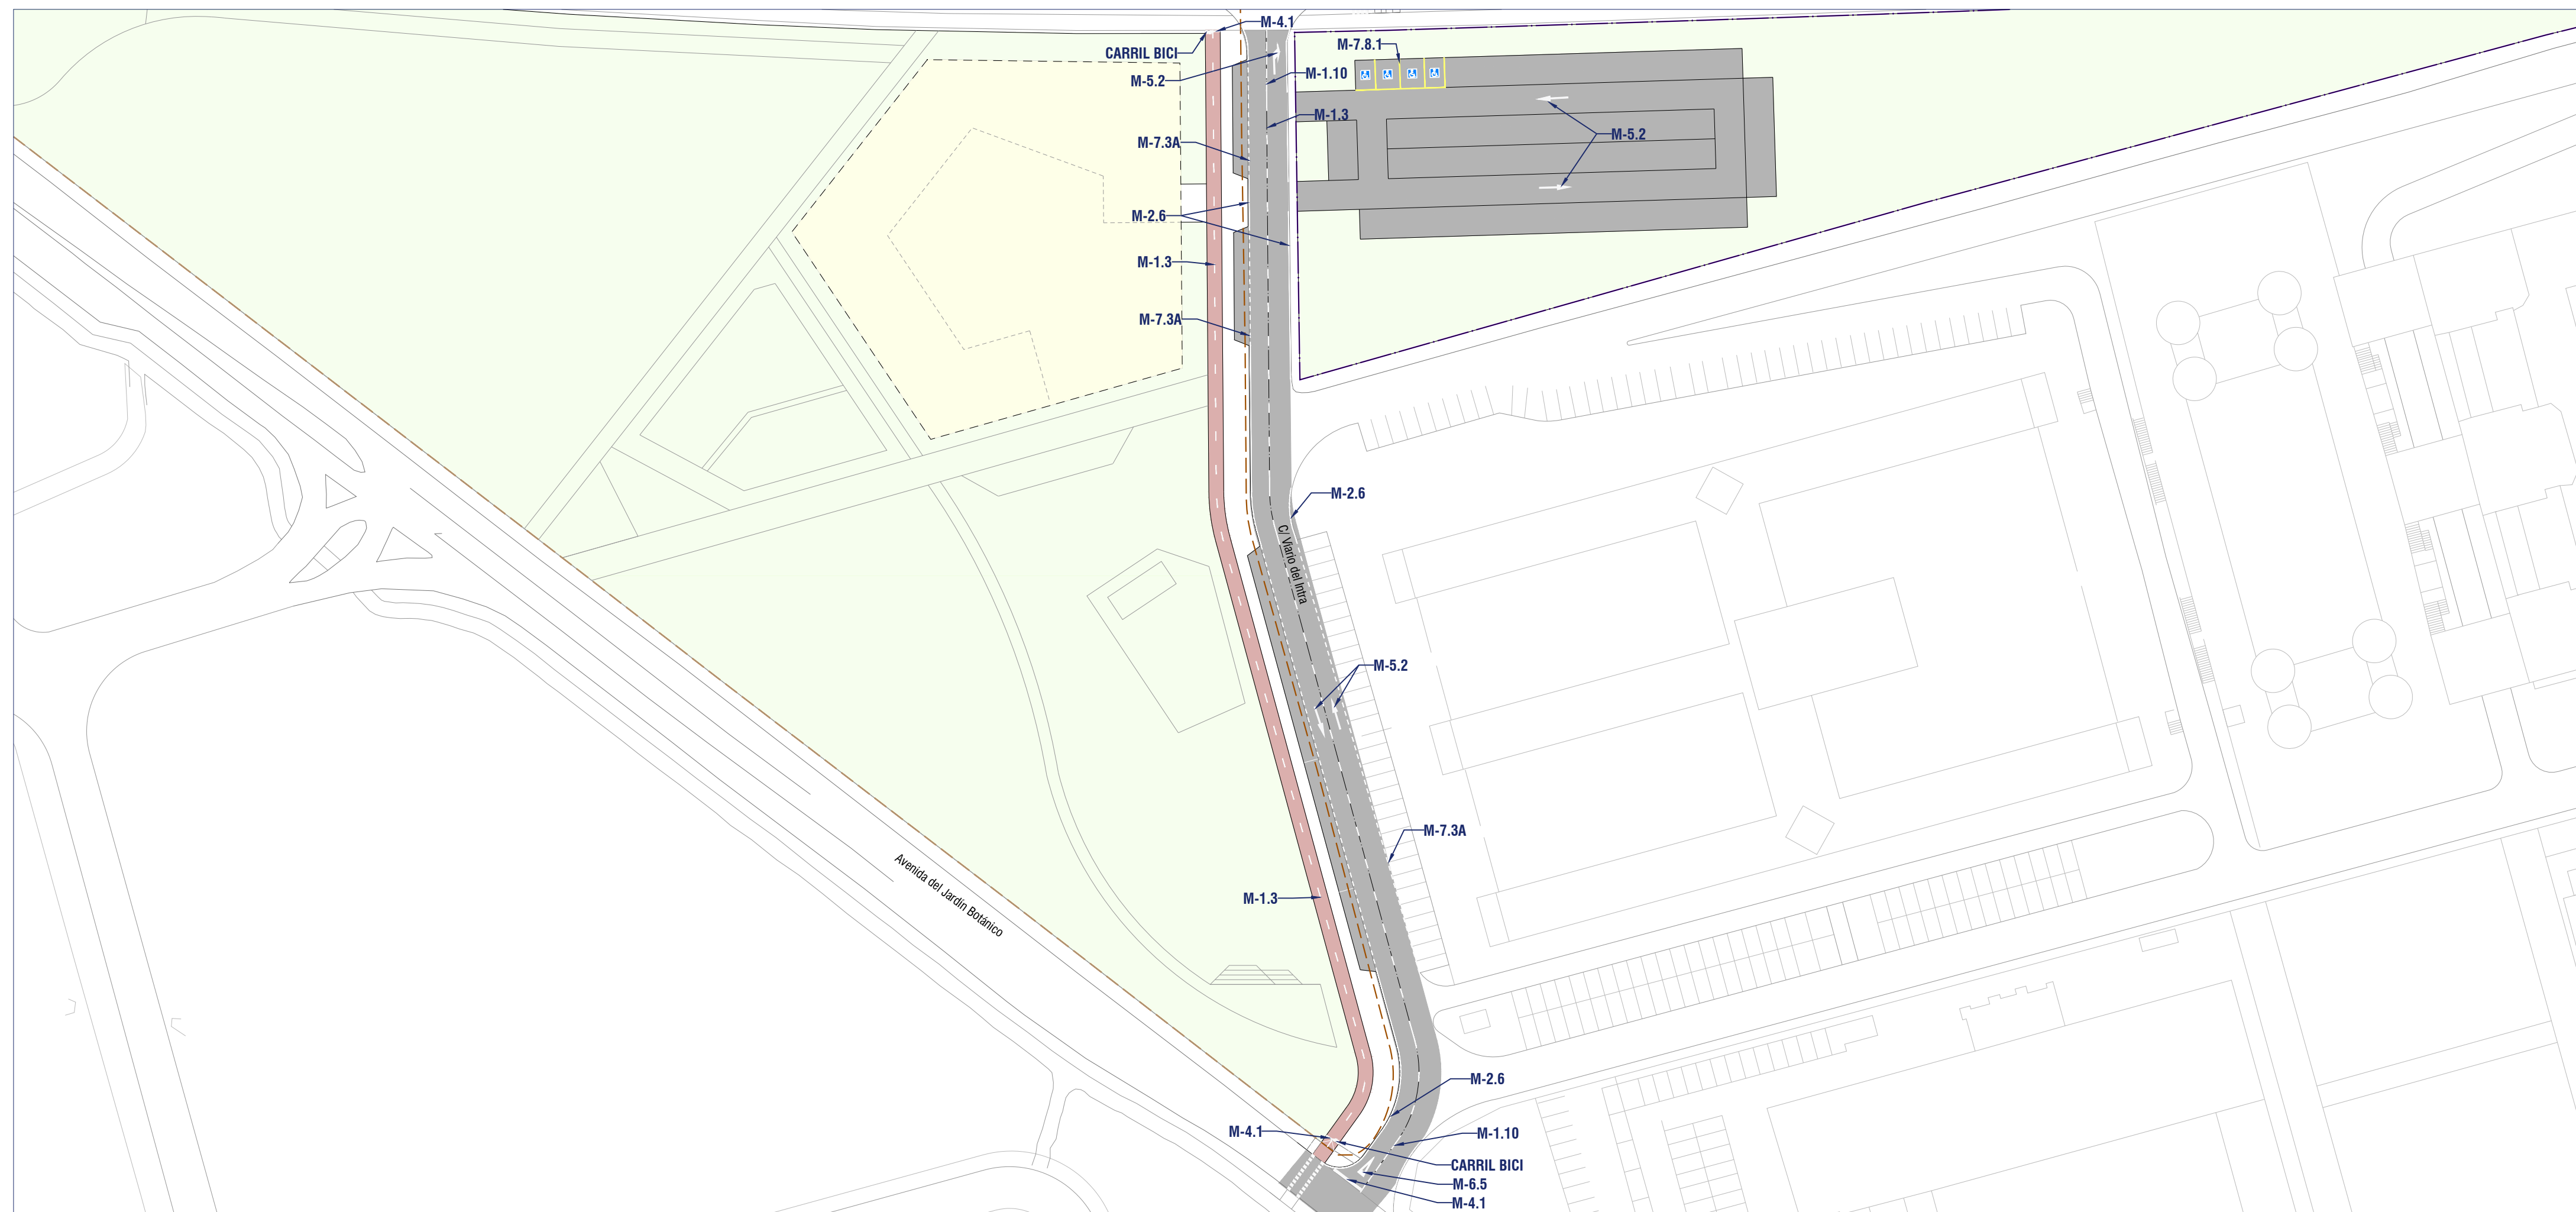 M-4.1
CARRIL BICI
M-7.8.1
M-5.2
M-1.10
M-1.3
M-5.2
M-7.3A
M-2.6
M-1.3
M-7.3A
M-2.6
C/ Viario del Intra
M-5.2
M-7.3A
Avenida del Jardín Botánico
M-1.3
M-2.6
M-4.1
M-1.10
CARRIL BICI
M-6.5
M-4.1